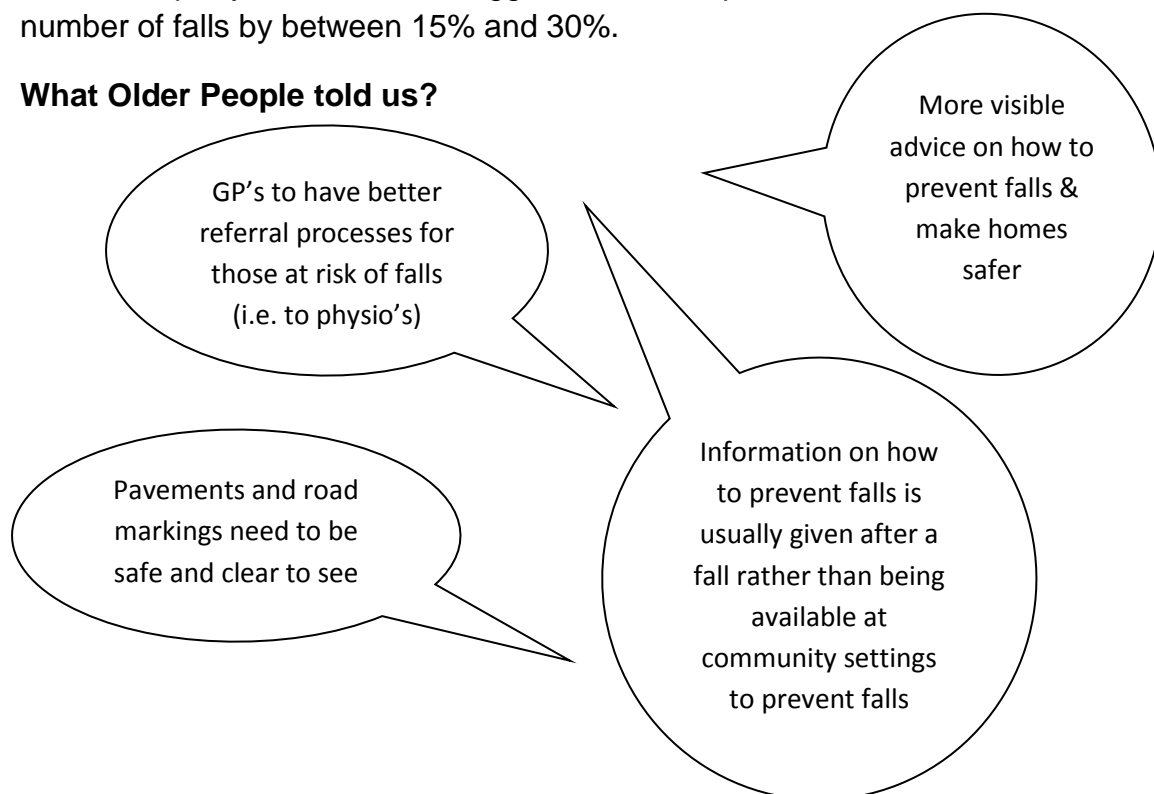 number of falls by between 15% and 30%.
What Older People told us?
GP's to have better
referral processes for
those at risk of falls
(i.e. to physio's)
More visible
advice on how to
prevent falls &
make homes
safer
Pavements and road
markings need to be
safe and clear to see
Information on how
to prevent falls is
usually given after a
fall rather than being
available at
community settings
to prevent falls